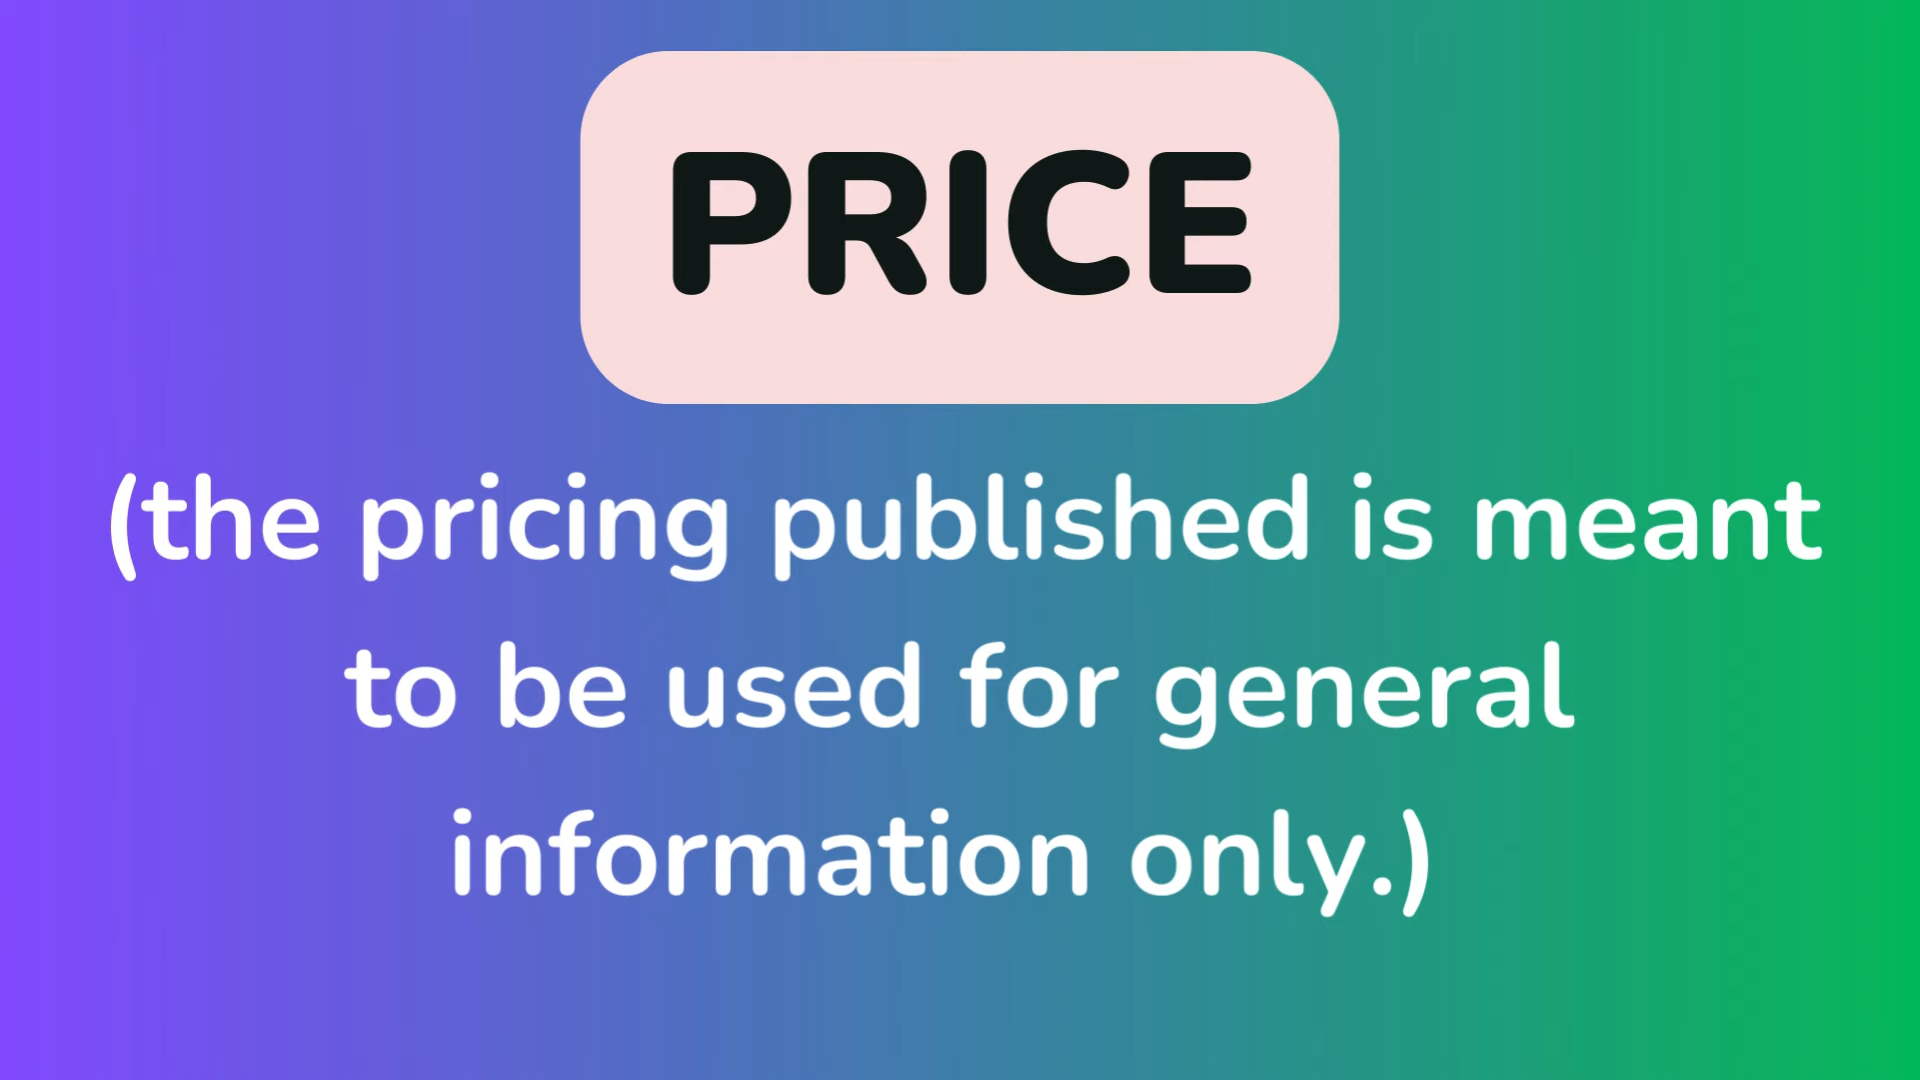 PRICE
(the pricing published is meant
to be used for general
information only.)